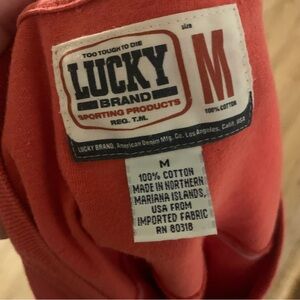 TOO TOUGH TO DIE
LUCKY
BRAND
SPORTING PRODUCTS
REG. T.M.
size
M
100% COTTON
LUCKY BRAND. American Denim Mfg. Co. Los Angeles, Calif. USA
M
100% COTTON
MADE IN NORTHERN
MARIANA ISLANDS,
USA FROM
IMPORTED FABRIC
RN 80318